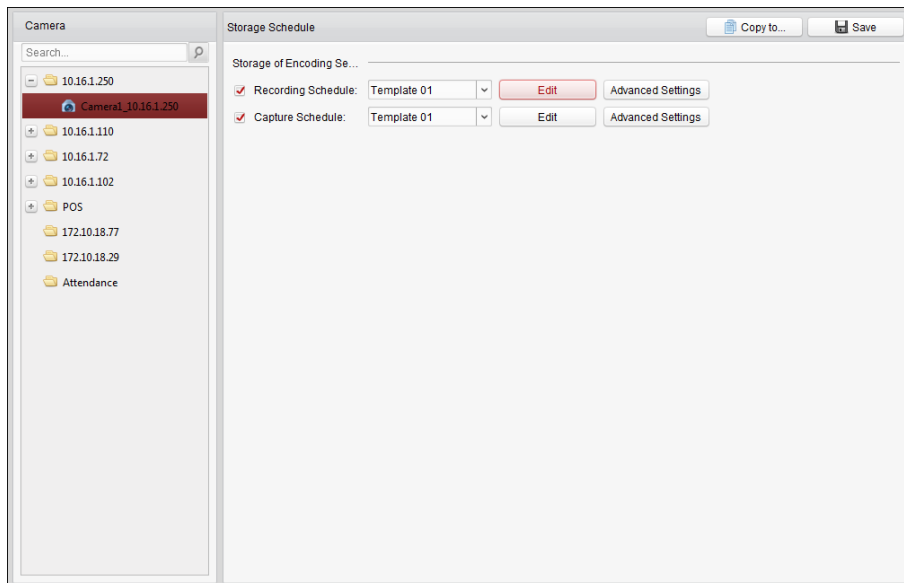 Camera
Search...
10.16.1.250
Camera1_10.16.1.250
10.16.1.110
10.16.1.72
10.16.1.102
POS
172.10.18.77
172.10.18.29
Attendance
Storage Schedule Copy to... Save
Storage of Encoding Se...
Recording Schedule: Template 01 Edit Advanced Settings
Capture Schedule: Template 01 Edit Advanced Settings